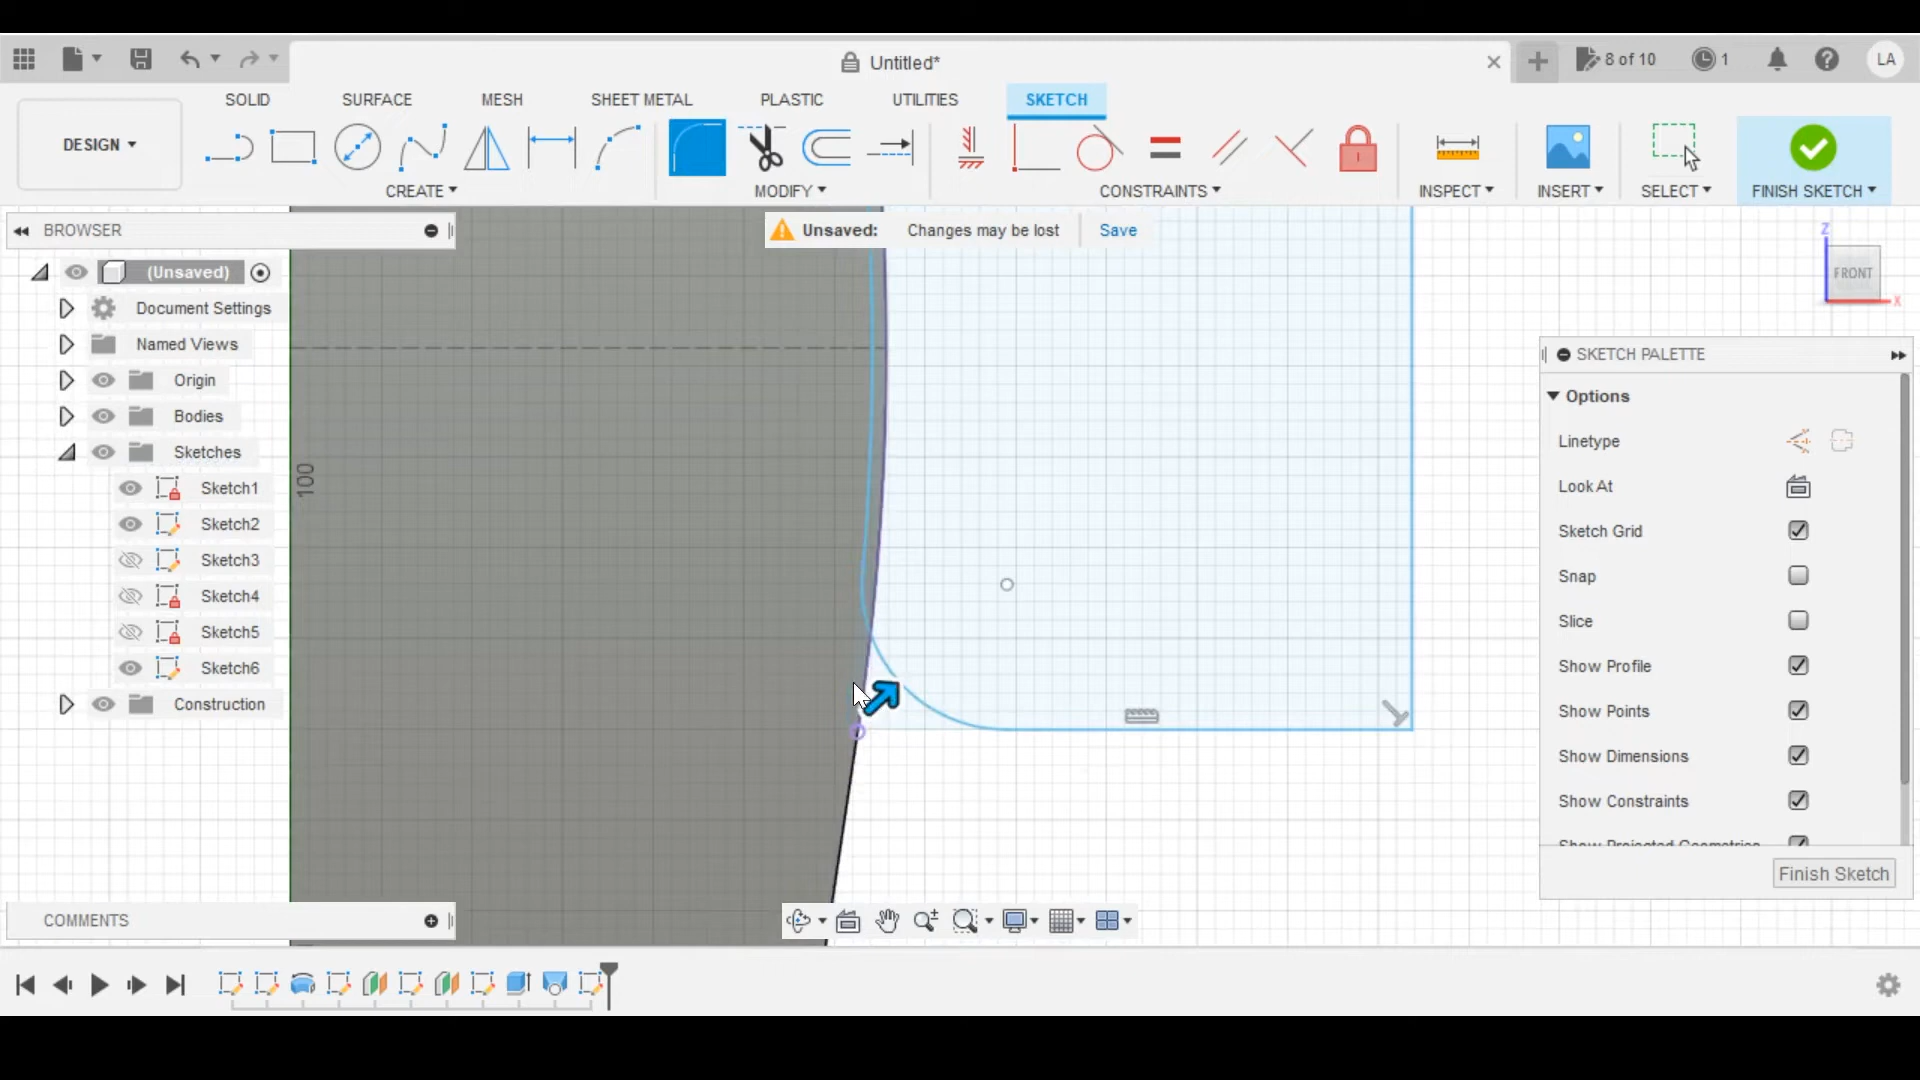 Untitled*
8 of 10
1
LA
DESIGN
SOLID
SURFACE
MESH
SHEET METAL
PLASTIC
UTILITIES
SKETCH
CREATE
MODIFY
CONSTRAINTS
INSPECT
INSERT
SELECT
FINISH SKETCH
BROWSER
Unsaved: Changes may be lost Save
Z
FRONT
X
(Unsaved)
Document Settings
Named Views
Origin
Bodies
Sketches
Sketch1
Sketch2
Sketch3
Sketch4
Sketch5
Sketch6
Construction
100
SKETCH PALETTE
Options
Linetype
Look At
Sketch Grid
Snap
Slice
Show Profile
Show Points
Show Dimensions
Show Constraints
Show Projected Geometries
Finish Sketch
COMMENTS